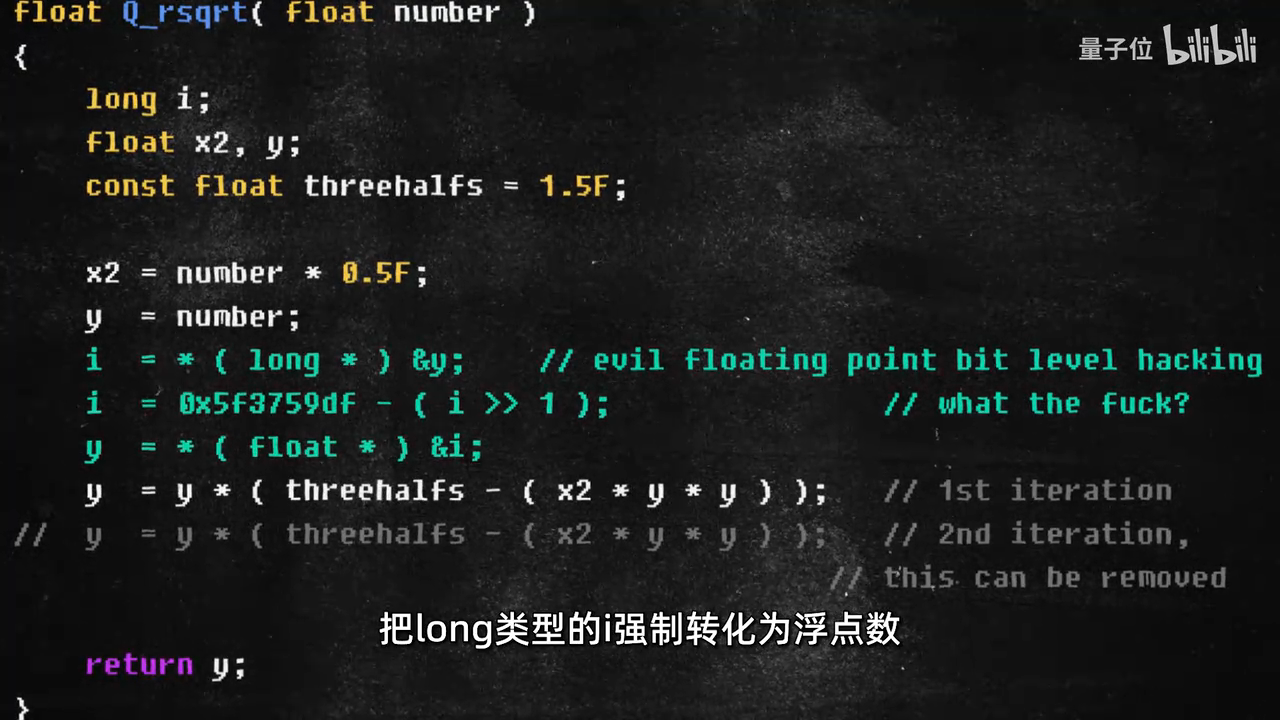 float Q_rsqrt( float number )
量子位 bilibili
{
long i;
float x2, y;
const float threehalfs = 1.5F;
x2 = number * 0.5F;
y  = number;
i  = * ( long * ) &y;    // evil floating point bit level hacking
i  = 0x5f3759df - ( i >> 1 );    // what the fuck?
y  = * ( float * ) &i;
y  = y * ( threehalfs - ( x2 * y * y ) );    // 1st iteration
//  y  = y * ( threehalfs - ( x2 * y * y ) );    // 2nd iteration,
// this can be removed
把long类型的i强制转化为浮点数
return y;
}